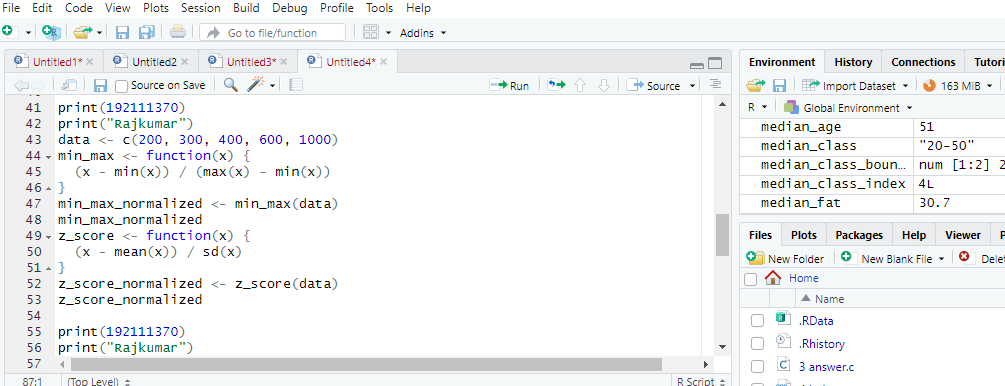 File Edit Code View Plots Session Build Debug Profile Tools Help
Go to file/function Addins
Untitled1* Untitled2 Untitled3* Untitled4*
Source on Save Run Source
41 print(192111370)
42 print("Rajkumar")
43 data <- c(200, 300, 400, 600, 1000)
44 min_max <- function(x) {
45 (x - min(x)) / (max(x) - min(x))
46 }
47 min_max_normalized <- min_max(data)
48 min_max_normalized
49 z_score <- function(x) {
50 (x - mean(x)) / sd(x)
51 }
52 z_score_normalized <- z_score(data)
53 z_score_normalized
54
55 print(192111370)
56 print("Rajkumar")
57
87:1 (Top Level) R Script
Environment History Connections Tutori
Import Dataset 163 MiB
R Global Environment
median_age 51
median_class "20-50"
median_class_boun... num [1:2] 2
median_class_index 4L
median_fat 30.7
Files Plots Packages Help Viewer P
New Folder New Blank File Delet
Home
Name
.RData
.Rhistory
3 answer.c